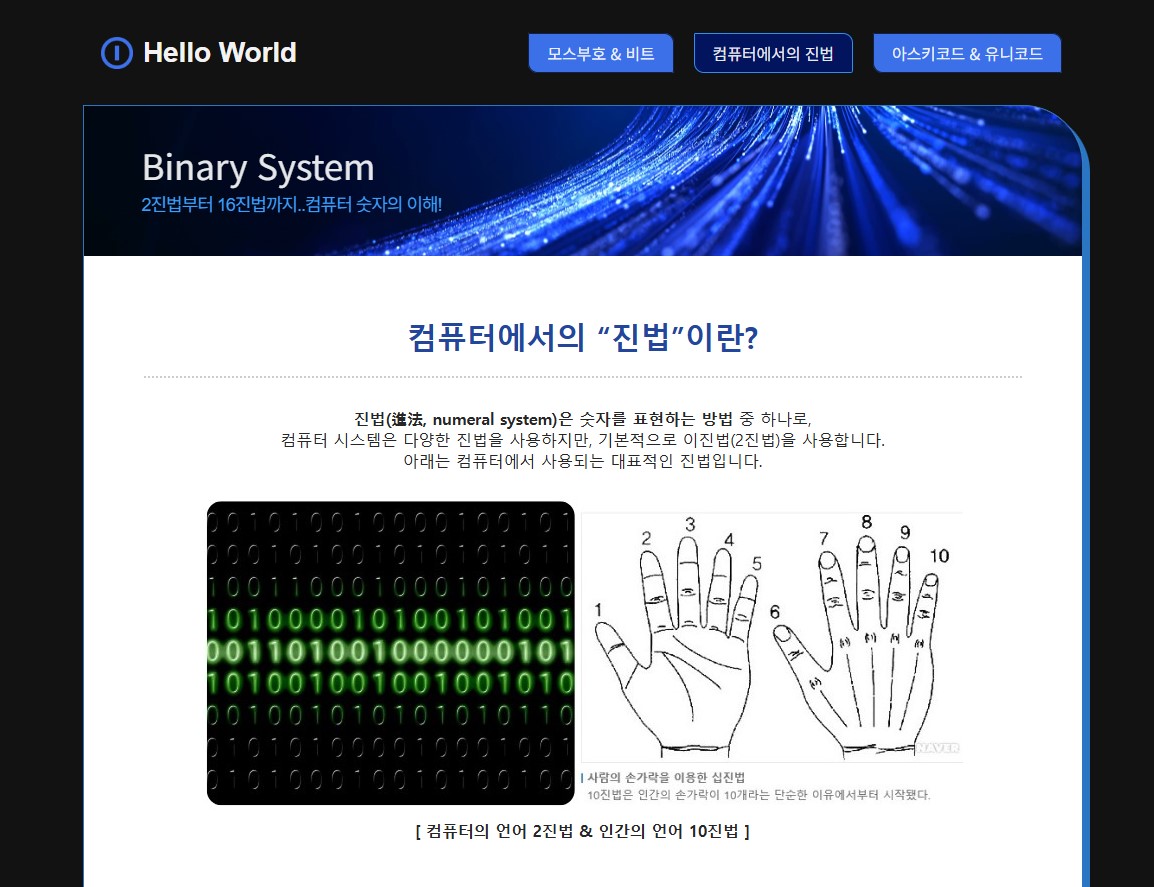 Hello World
모스부호 & 비트
컴퓨터에서의 진법
아스키코드 & 유니코드
Binary System
2진법부터 16진법까지..컴퓨터 숫자의 이해!
컴퓨터에서의 “진법”이란?
진법(進法, numeral system)은 숫자를 표현하는 방법 중 하나로,
컴퓨터 시스템은 다양한 진법을 사용하지만, 기본적으로 이진법(2진법)을 사용합니다.
아래는 컴퓨터에서 사용되는 대표적인 진법입니다.
101000010100101001
001101001000000101
101001001001001010
1 2 3 4 5 6 7 8 9 10
NAVER
사람의 손가락을 이용한 십진법
10진법은 인간의 손가락이 10개라는 단순한 이유에서부터 시작됐다.
[ 컴퓨터의 언어 2진법 & 인간의 언어 10진법 ]